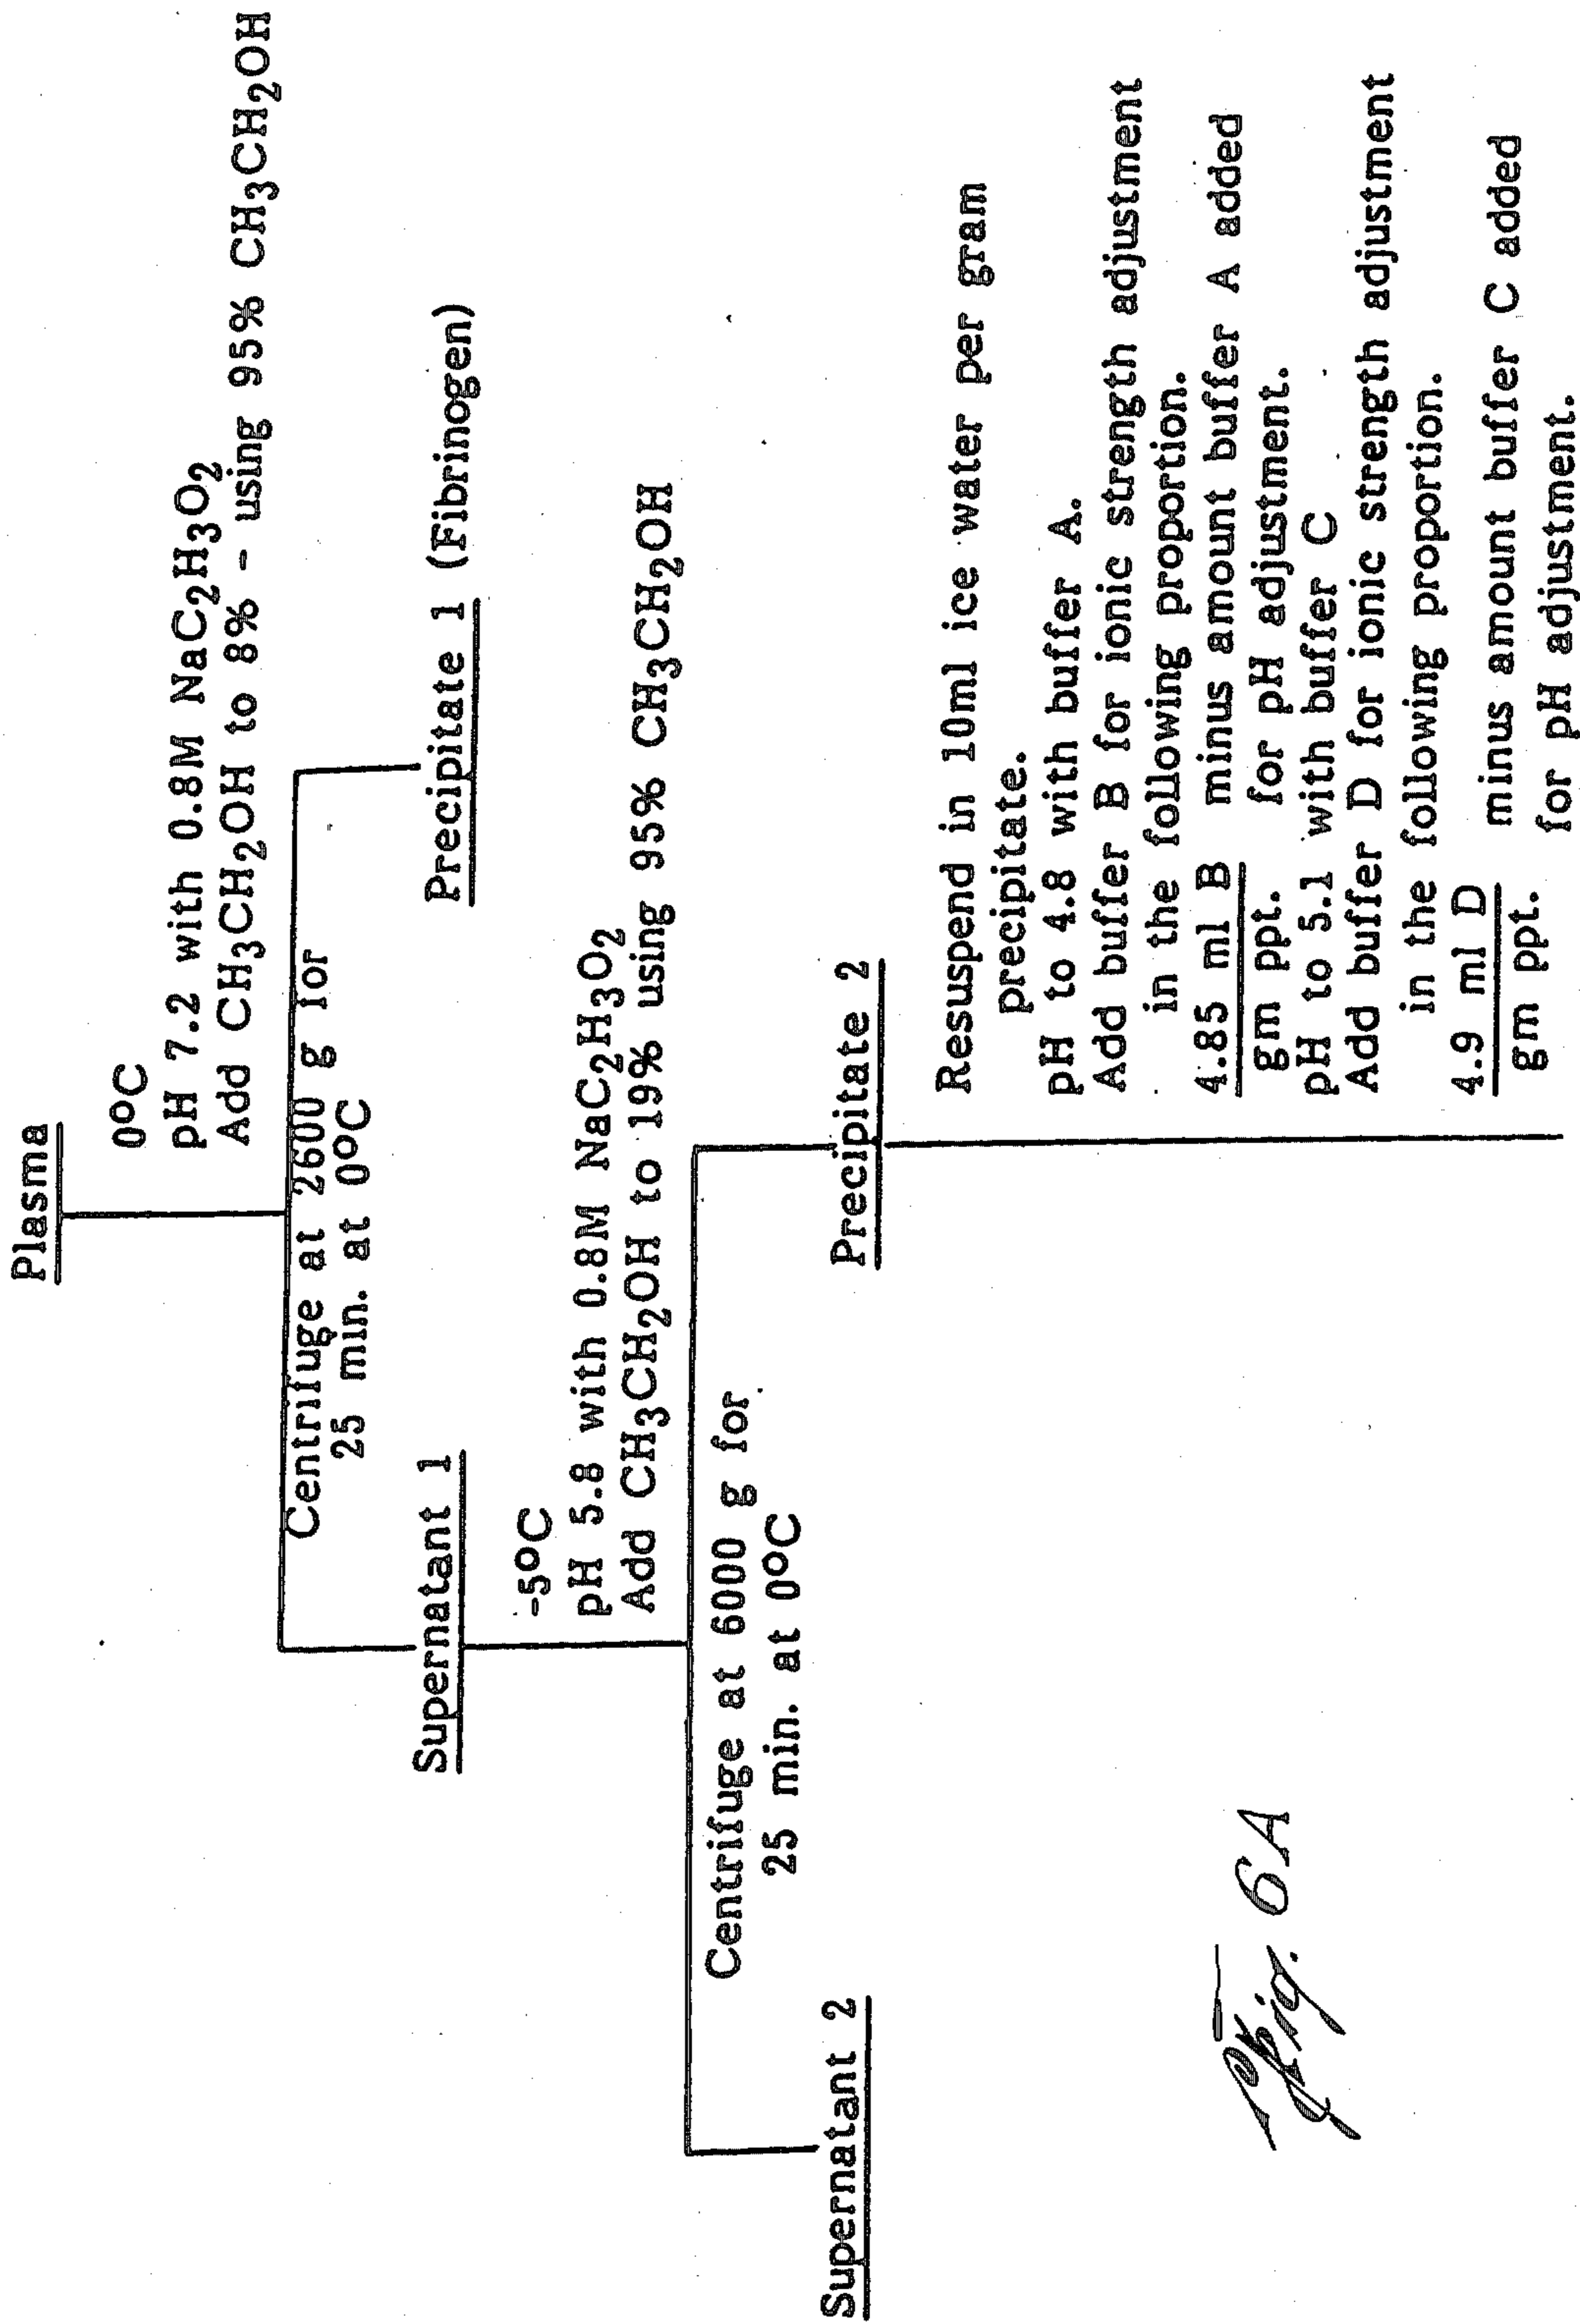 Plasma
0°C
pH 7.2 with 0.8M NaC₂H₃O₂
Add CH₃CH₂OH to 8% - using 95% CH₃CH₂OH
Centrifuge at 2600 g for
25 min. at 0°C
Supernatant 1
Precipitate 1 (Fibrinogen)
-5°C
pH 5.8 with 0.8M NaC₂H₃O₂
Add CH₃CH₂OH to 19% using 95% CH₃CH₂OH
Centrifuge at 6000 g for
25 min. at 0°C
Supernatant 2
Precipitate 2
Resuspend in 10ml ice water per gram
precipitate.
pH to 4.8 with buffer A.
Add buffer B for ionic strength adjustment
in the following proportion.
4.85 ml B minus amount buffer A added
gm ppt. for pH adjustment.
pH to 5.1 with buffer C
Add buffer D for ionic strength adjustment
in the following proportion.
4.9 ml D minus amount buffer C added
gm ppt. for pH adjustment.
Fig. 6A